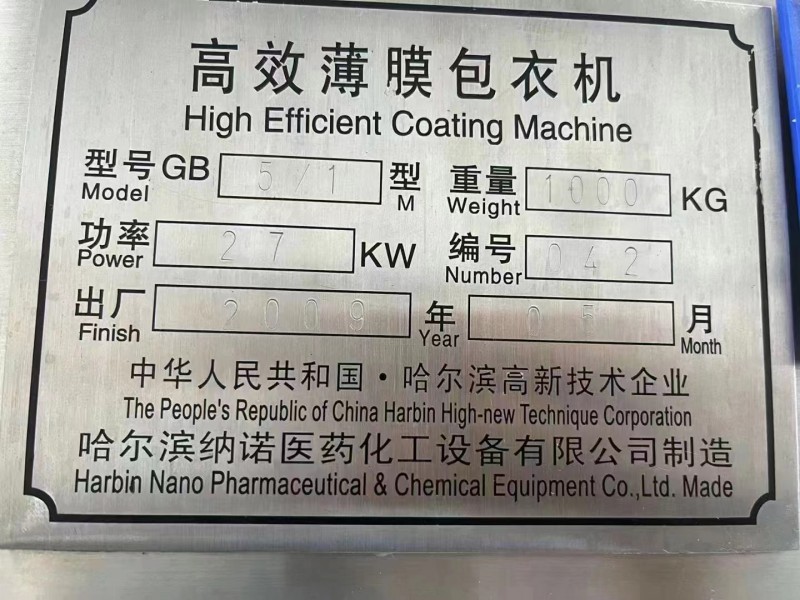 高效薄膜包衣机
High Efficient Coating Machine
型号 GB 5/1 型 重量 1000 KG
Model M Weight
功率 27 KW 编号 042
Power Number
出厂 2009 年 05 月
Finish Year Month
中华人民共和国·哈尔滨高新技术企业
The People's Republic of China Harbin High-new Technique Corporation
哈尔滨纳诺医药化工设备有限公司制造
Harbin Nano Pharmaceutical & Chemical Equipment Co.,Ltd. Made